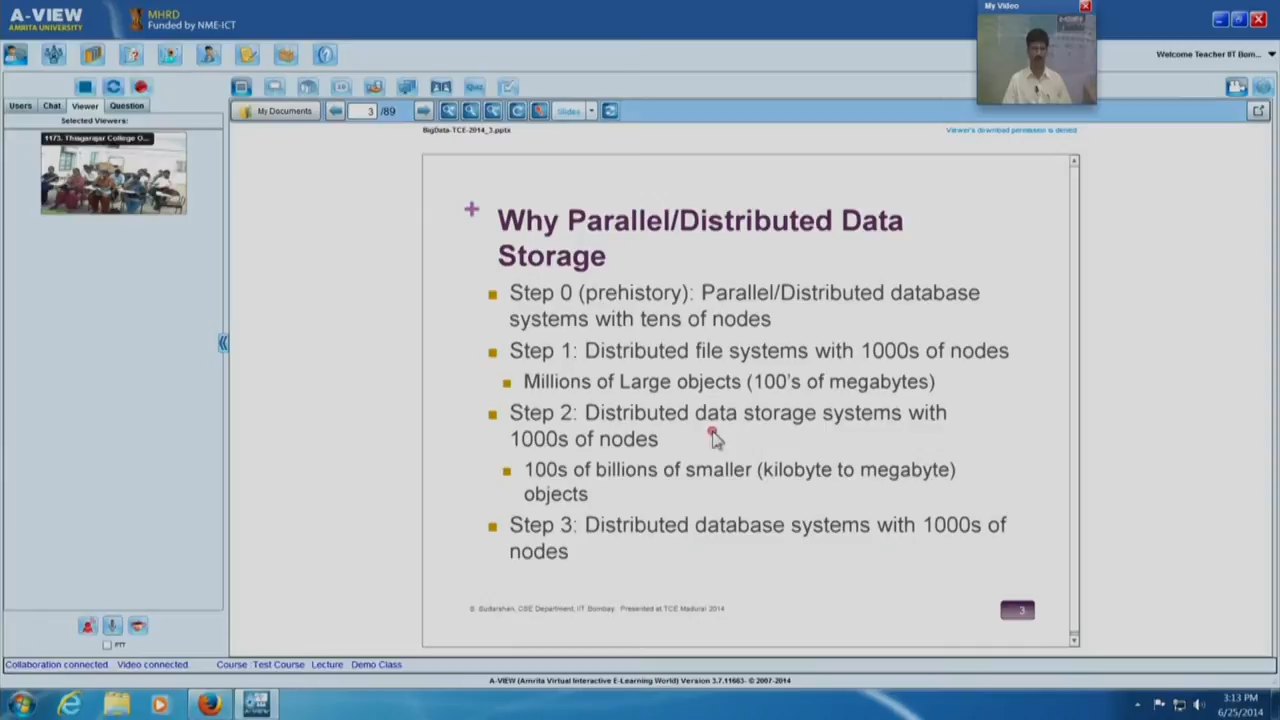 A-VIEW
AMRITA UNIVERSITY
MHRD
Funded by NME-ICT
My Video
Welcome Teacher IIT Bom...
Users
Chat
Viewer
Question
Selected Viewers:
1173. Thiagarajar College O...
My Documents
3
/89
Slides
Quiz
BigData-TCE-2014_3.pptx
Viewer's download permission is denied
+
Why Parallel/Distributed Data
Storage
Step 0 (prehistory): Parallel/Distributed database
systems with tens of nodes
Step 1: Distributed file systems with 1000s of nodes
Millions of Large objects (100's of megabytes)
Step 2: Distributed data storage systems with
1000s of nodes
100s of billions of smaller (kilobyte to megabyte)
objects
Step 3: Distributed database systems with 1000s of
nodes
S. Sudarshan, CSE Department, IIT Bombay. Presented at TCE Madurai 2014
3
PTT
Collaboration connected
Video connected
Course : Test Course
Lecture : Demo Class
A-VIEW (Amrita Virtual Interactive E-Learning World) Version 3.7.11663- © 2007-2014
3:13 PM
6/25/2014